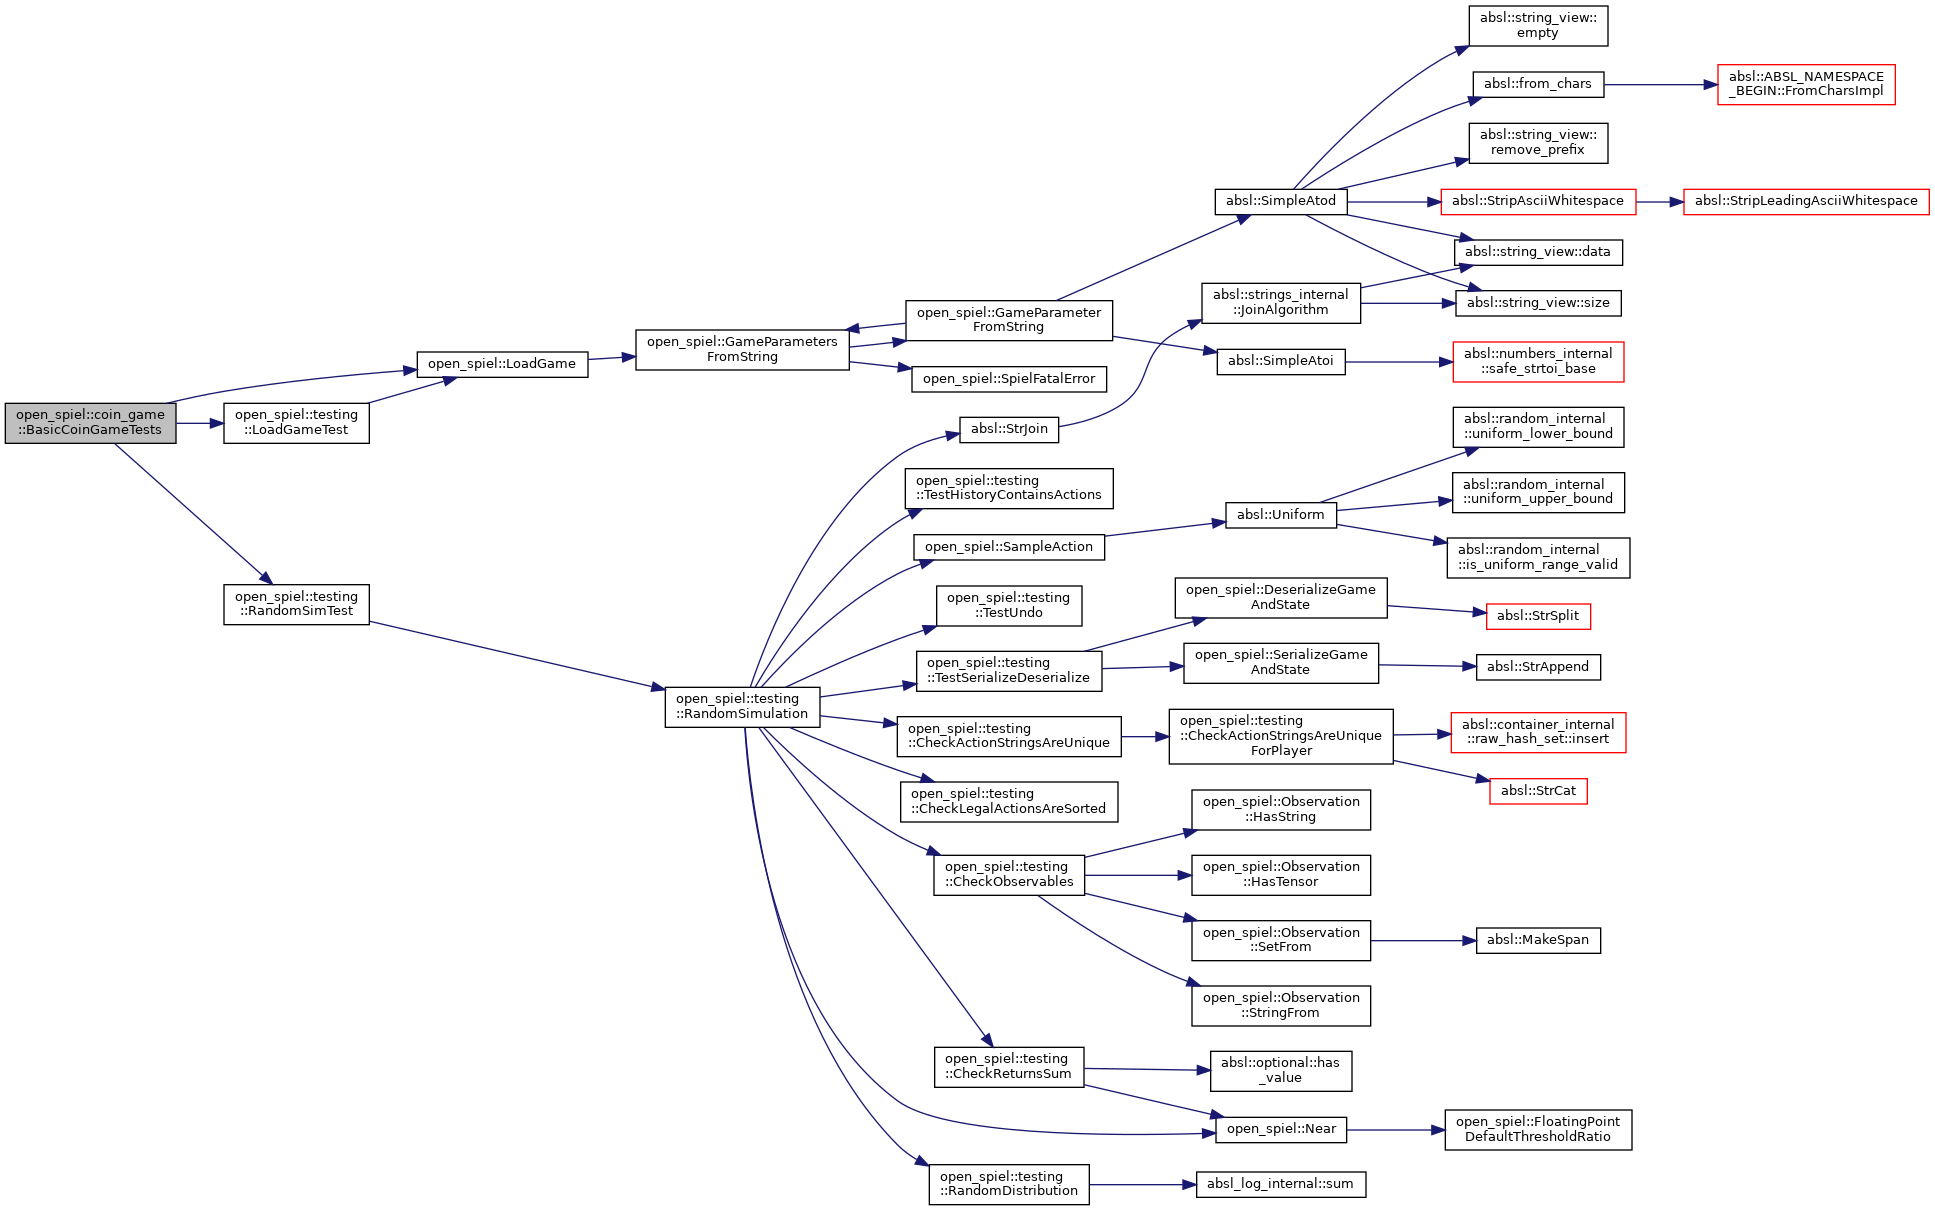 open_spiel::coin_game
::BasicCoinGameTests
open_spiel::LoadGame
open_spiel::testing
::LoadGameTest
open_spiel::testing
::RandomSimTest
open_spiel::GameParameters
FromString
open_spiel::GameParameter
FromString
open_spiel::SpielFatalError
absl::SimpleAtod
absl::SimpleAtoi
absl::string_view::
empty
absl::from_chars
absl::ABSL_NAMESPACE
_BEGIN::FromCharsImpl
absl::string_view::
remove_prefix
absl::StripAsciiWhitespace
absl::StripLeadingAsciiWhitespace
absl::string_view::data
absl::string_view::size
absl::strings_internal
::JoinAlgorithm
absl::numbers_internal
::safe_strtoi_base
open_spiel::testing
::RandomSimulation
absl::StrJoin
open_spiel::testing
::TestHistoryContainsActions
open_spiel::SampleAction
absl::Uniform
absl::random_internal
::uniform_lower_bound
absl::random_internal
::uniform_upper_bound
absl::random_internal
::is_uniform_range_valid
open_spiel::testing
::TestUndo
open_spiel::testing
::TestSerializeDeserialize
open_spiel::DeserializeGame
AndState
absl::StrSplit
open_spiel::SerializeGame
AndState
absl::StrAppend
open_spiel::testing
::CheckActionStringsAreUnique
open_spiel::testing
::CheckActionStringsAreUnique
ForPlayer
absl::container_internal
::raw_hash_set::insert
absl::StrCat
open_spiel::testing
::CheckLegalActionsAreSorted
open_spiel::testing
::CheckObservables
open_spiel::Observation
::HasString
open_spiel::Observation
::HasTensor
open_spiel::Observation
::SetFrom
absl::MakeSpan
open_spiel::Observation
::StringFrom
open_spiel::testing
::CheckReturnsSum
absl::optional::has
_value
open_spiel::Near
open_spiel::FloatingPoint
DefaultThresholdRatio
open_spiel::testing
::RandomDistribution
absl_log_internal::sum